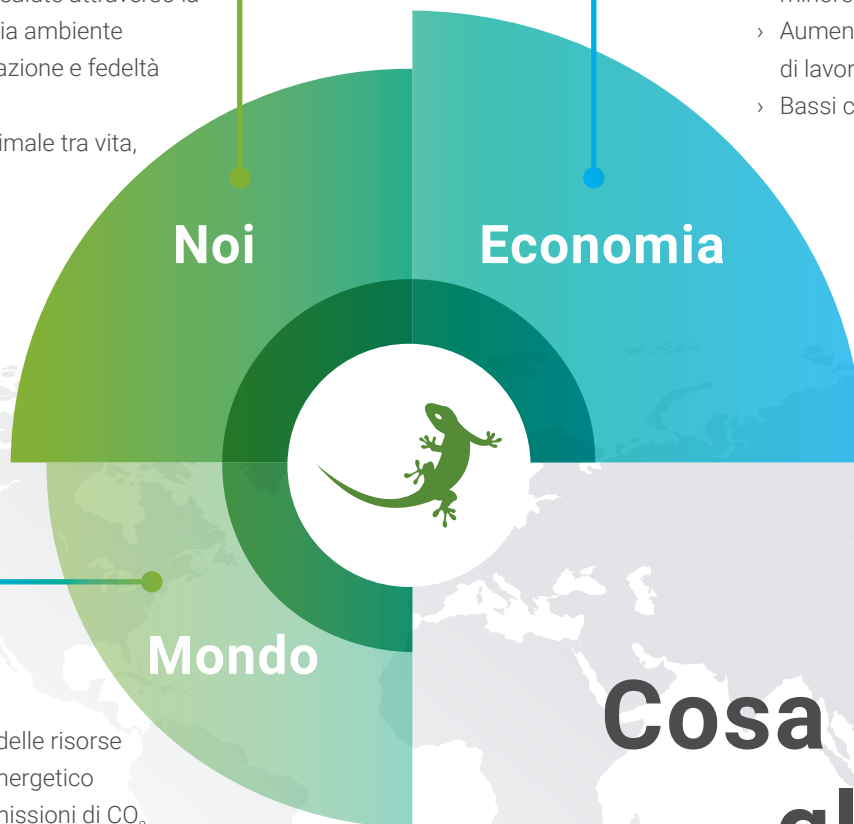 ia ambiente
azione e fedeltà
imale tra vita,
›
di lavor
› Bassi c
Noi
Economia
Mondo
delle risorse
nergetico
missioni di CO₂
Cosa